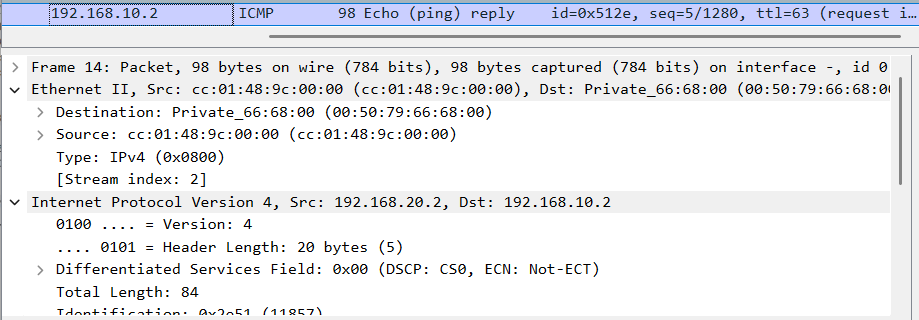 192.168.10.2 ICMP 98 Echo (ping) reply id=0x512e, seq=5/1280, ttl=63 (request i…
Frame 14: Packet, 98 bytes on wire (784 bits), 98 bytes captured (784 bits) on interface -, id 0
Ethernet II, Src: cc:01:48:9c:00:00 (cc:01:48:9c:00:00), Dst: Private_66:68:00 (00:50:79:66:68:00
Destination: Private_66:68:00 (00:50:79:66:68:00)
Source: cc:01:48:9c:00:00 (cc:01:48:9c:00:00)
Type: IPv4 (0x0800)
[Stream index: 2]
Internet Protocol Version 4, Src: 192.168.20.2, Dst: 192.168.10.2
0100 .... = Version: 4
.... 0101 = Header Length: 20 bytes (5)
Differentiated Services Field: 0x00 (DSCP: CS0, ECN: Not-ECT)
Total Length: 84
Identification: 0x2e51 (11857)